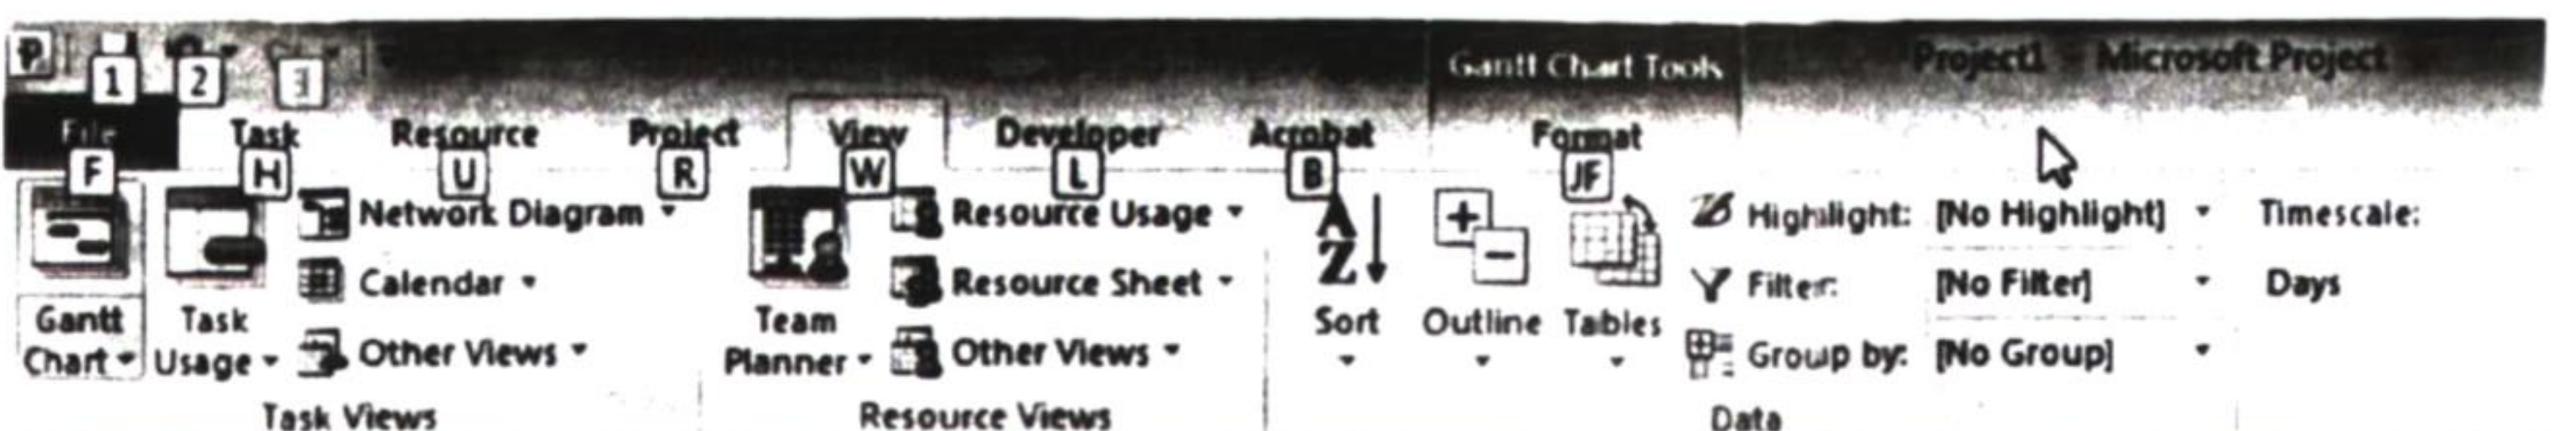 P 1 2 3
Gantt Chart Tools Project1 - Microsoft Project
File Task Resource Project View Developer Acrobat Format
F H U R W L B JF
Network Diagram Resource Usage A Highlight: [No Highlight] Timescale:
Calendar Resource Sheet Z Filter: [No Filter] Days
Gantt Task Team Sort Outline Tables
Chart Usage Other Views Planner Other Views Group by: [No Group]
Task Views Resource Views Data